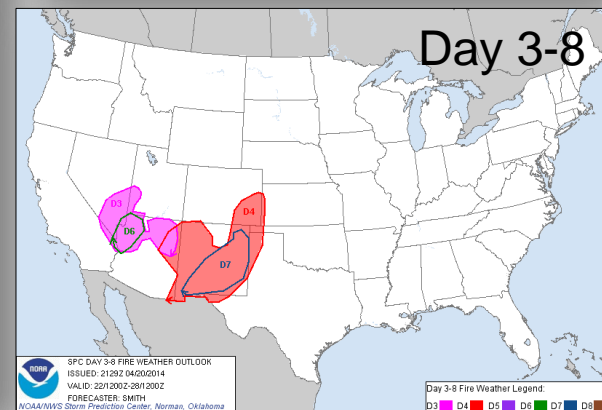 Day 3-8
D3
D4
D6
D7
NOAA
SPC DAY 3-8 FIRE WEATHER OUTLOOK
ISSUED: 2129Z 04/20/2014
VALID: 22/1200Z-28/1200Z
FORECASTER: SMITH
NOAA/NWS Storm Prediction Center, Norman, Oklahoma
Day 3-8 Fire Weather Legend:
D3 D4 D5 D6 D7 D8